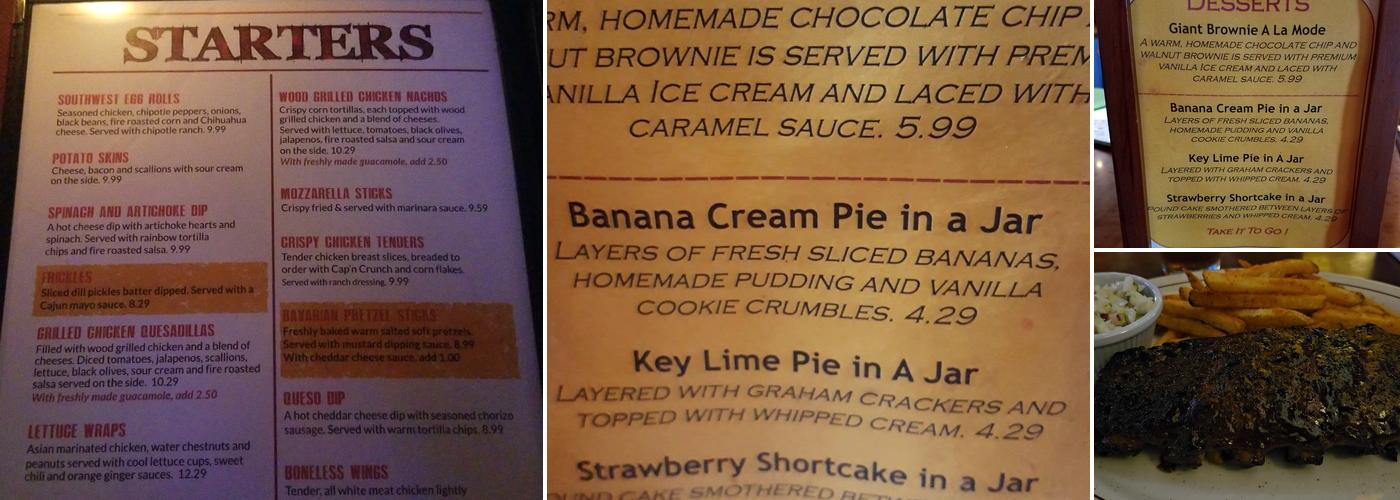 STARTERS
SOUTHWEST EGG ROLLS
Seasoned chicken, chipotle peppers, onions,
black beans, fire roasted corn and Chihuahua
cheese. Served with chipotle ranch. 9.99
POTATO SKINS
Cheese, bacon and scallions with sour cream
on the side. 9.99
SPINACH AND ARTICHOKE DIP
A hot cheese dip with artichoke hearts and
spinach. Served with rainbow tortilla
chips and fire roasted salsa. 9.99
FRICKLES
Sliced dill pickles batter dipped. Served with a
Cajun mayo sauce. 8.29
GRILLED CHICKEN QUESADILLAS
Filled with wood grilled chicken and a blend of
cheeses. Diced tomatoes, jalapenos, scallions,
lettuce, black olives, sour cream and fire roasted
salsa served on the side. 10.29
With freshly made guacamole, add 2.50
LETTUCE WRAPS
Asian marinated chicken, water chestnuts and
peanuts served with cool lettuce cups, sweet
chili and orange ginger sauces. 12.29
WOOD GRILLED CHICKEN NACHOS
Crispy corn tortillas, each topped with wood
grilled chicken and a blend of cheeses.
Served with lettuce, tomatoes, black olives,
jalapenos, fire roasted salsa and sour cream
on the side. 10.29
With freshly made guacamole, add 2.50
MOZZARELLA STICKS
Crispy fried & served with marinara sauce. 9.59
CRISPY CHICKEN TENDERS
Tender chicken breast slices, breaded to
order with Cap'n Crunch and corn flakes.
Served with ranch dressing. 9.99
BAVARIAN PRETZEL STICKS
Freshly baked warm salted soft pretzels.
Served with mustard dipping sauce. 8.99
With cheddar cheese sauce, add 1.00
QUESO DIP
A hot cheddar cheese dip with seasoned chorizo
sausage. Served with warm tortilla chips. 8.99
BONELESS WINGS
Tender, all white meat chicken lightly
RM, HOMEMADE CHOCOLATE CHIP
UT BROWNIE IS SERVED WITH PREM
ANILLA ICE CREAM AND LACED WITH
CARAMEL SAUCE. 5.99
Banana Cream Pie in a Jar
LAYERS OF FRESH SLICED BANANAS,
HOMEMADE PUDDING AND VANILLA
COOKIE CRUMBLES. 4.29
Key Lime Pie in A Jar
LAYERED WITH GRAHAM CRACKERS AND
TOPPED WITH WHIPPED CREAM. 4.29
Strawberry Shortcake in a Jar
OUND CAKE SMOTHERED BETW
DESSERTS
Giant Brownie A La Mode
A WARM, HOMEMADE CHOCOLATE CHIP AND
WALNUT BROWNIE IS SERVED WITH PREMIUM
VANILLA ICE CREAM AND LACED WITH
CARAMEL SAUCE. 5.99
Banana Cream Pie in a Jar
LAYERS OF FRESH SLICED BANANAS,
HOMEMADE PUDDING AND VANILLA
COOKIE CRUMBLES. 4.29
Key Lime Pie in A Jar
LAYERED WITH GRAHAM CRACKERS AND
TOPPED WITH WHIPPED CREAM. 4.29
Strawberry Shortcake in a Jar
POUND CAKE SMOTHERED BETWEEN LAYERS OF
STRAWBERRIES AND WHIPPED CREAM. 4.29
TAKE IT TO GO!